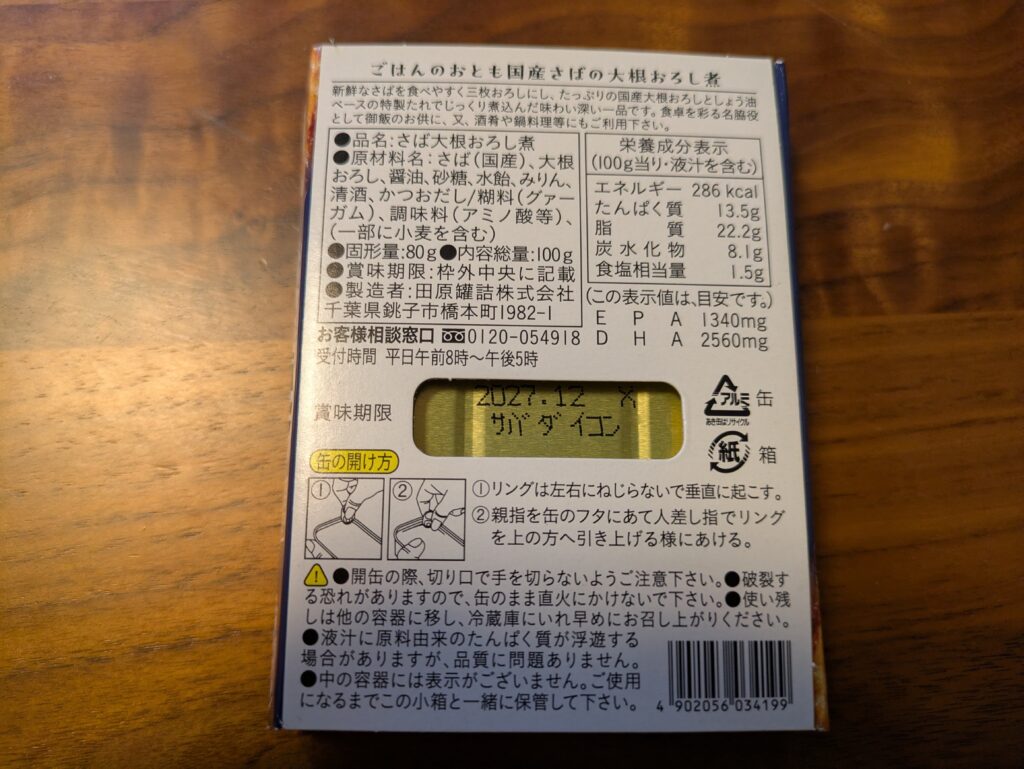 ごはんのおとも国産さばの大根おろし煮
新鮮なさばを食べやすく三枚おろしにし、たっぷりの国産大根おろしとしょう油
ベースの特製たれでじっくり煮込んだ味わい深い一品です。食卓を彩る名脇役
として御飯のお供に、又、酒肴や鍋料理等にもご利用下さい。
●品名:さば大根おろし煮
●原材料名:さば(国産)、大根
おろし、醤油、砂糖、水飴、みりん、
清酒、かつおだし/糊料(グァー
ガム)、調味料(アミノ酸等)、
(一部に小麦を含む)
●固形量:80g●内容総量:100g
●賞味期限:枠外中央に記載
●製造者:田原罐詰株式会社
千葉県銚子市橋本町1982-1
お客様相談窓口 0120-054918
受付時間 平日午前8時〜午後5時
栄養成分表示
(100g当り・液汁を含む)
エネルギー 286 kcal
たんぱく質 13.5g
脂質 22.2g
炭水化物 8.1g
食塩相当量 1.5g
(この表示値は、目安です。)
EPA 1340mg
DHA 2560mg
賞味期限
2027.12 X
サバダイコン
アルミ 缶
あき缶はリサイクル
紙 箱
缶の開け方
① ②
①リングは左右にねじらないで垂直に起こす。
②親指を缶のフタにあて人差し指でリング
を上の方へ引き上げる様にあける。
●開缶の際、切り口で手を切らないようご注意下さい。●破裂す
る恐れがありますので、缶のまま直火にかけないで下さい。●使い残
しは他の容器に移し、冷蔵庫にいれ早めにお召し上がりください。
●液汁に原料由来のたんぱく質が浮遊する
場合がありますが、品質に問題ありません。
●中の容器には表示がございません。ご使用
になるまでこの小箱と一緒に保管して下さい。
4 902056 034199